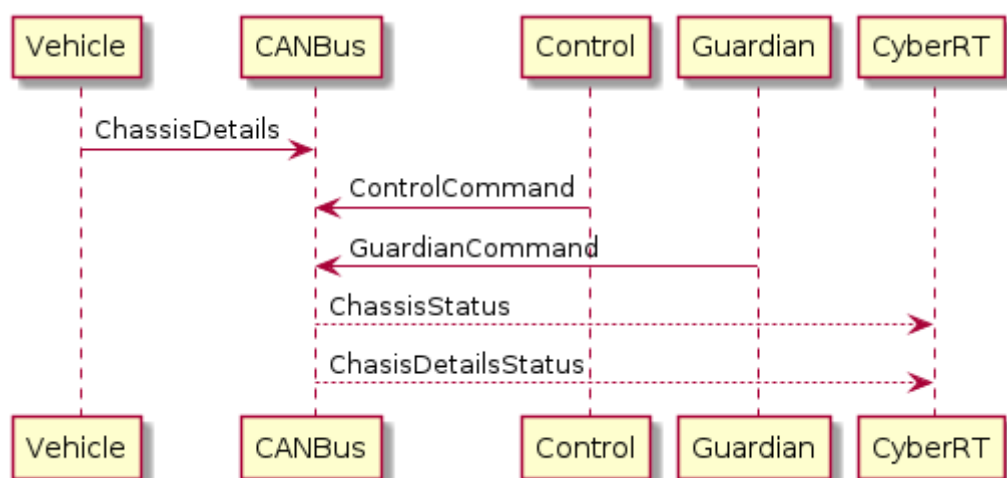 Vehicle CANBus Control Guardian CyberRT
ChassisDetails
ControlCommand
GuardianCommand
ChassisStatus
ChasisDetailsStatus
Vehicle CANBus Control Guardian CyberRT